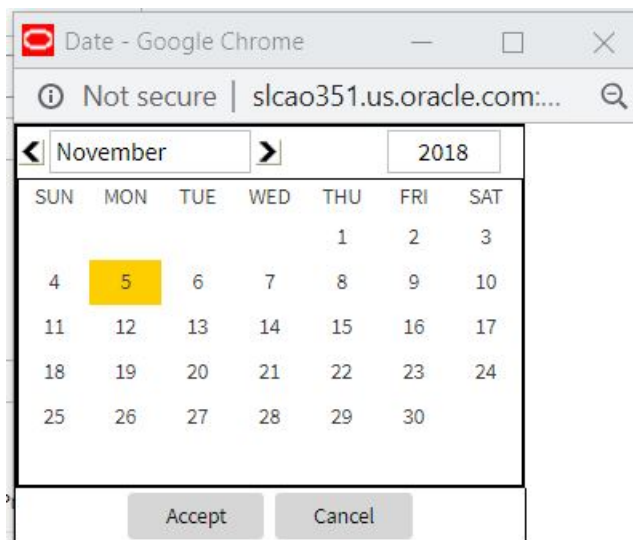 Date - Google Chrome
Not secure | slcao351.us.oracle.com:...
November 2018
SUN MON TUE WED THU FRI SAT
1 2 3
4 5 6 7 8 9 10
11 12 13 14 15 16 17
18 19 20 21 22 23 24
25 26 27 28 29 30
Accept Cancel